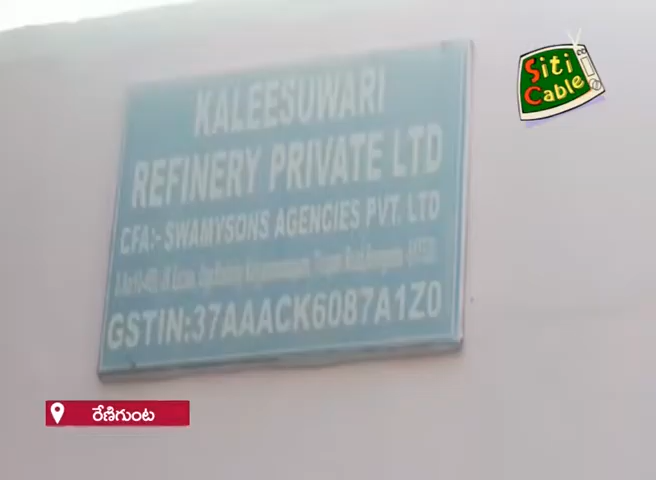 Siti
Cable
KALEESUWARI
REFINERY PRIVATE LTD
CFA:- SWAMYSONS AGENCIES PVT. LTD
GSTIN:37AAACK6087A1Z0
రేణిగుంట